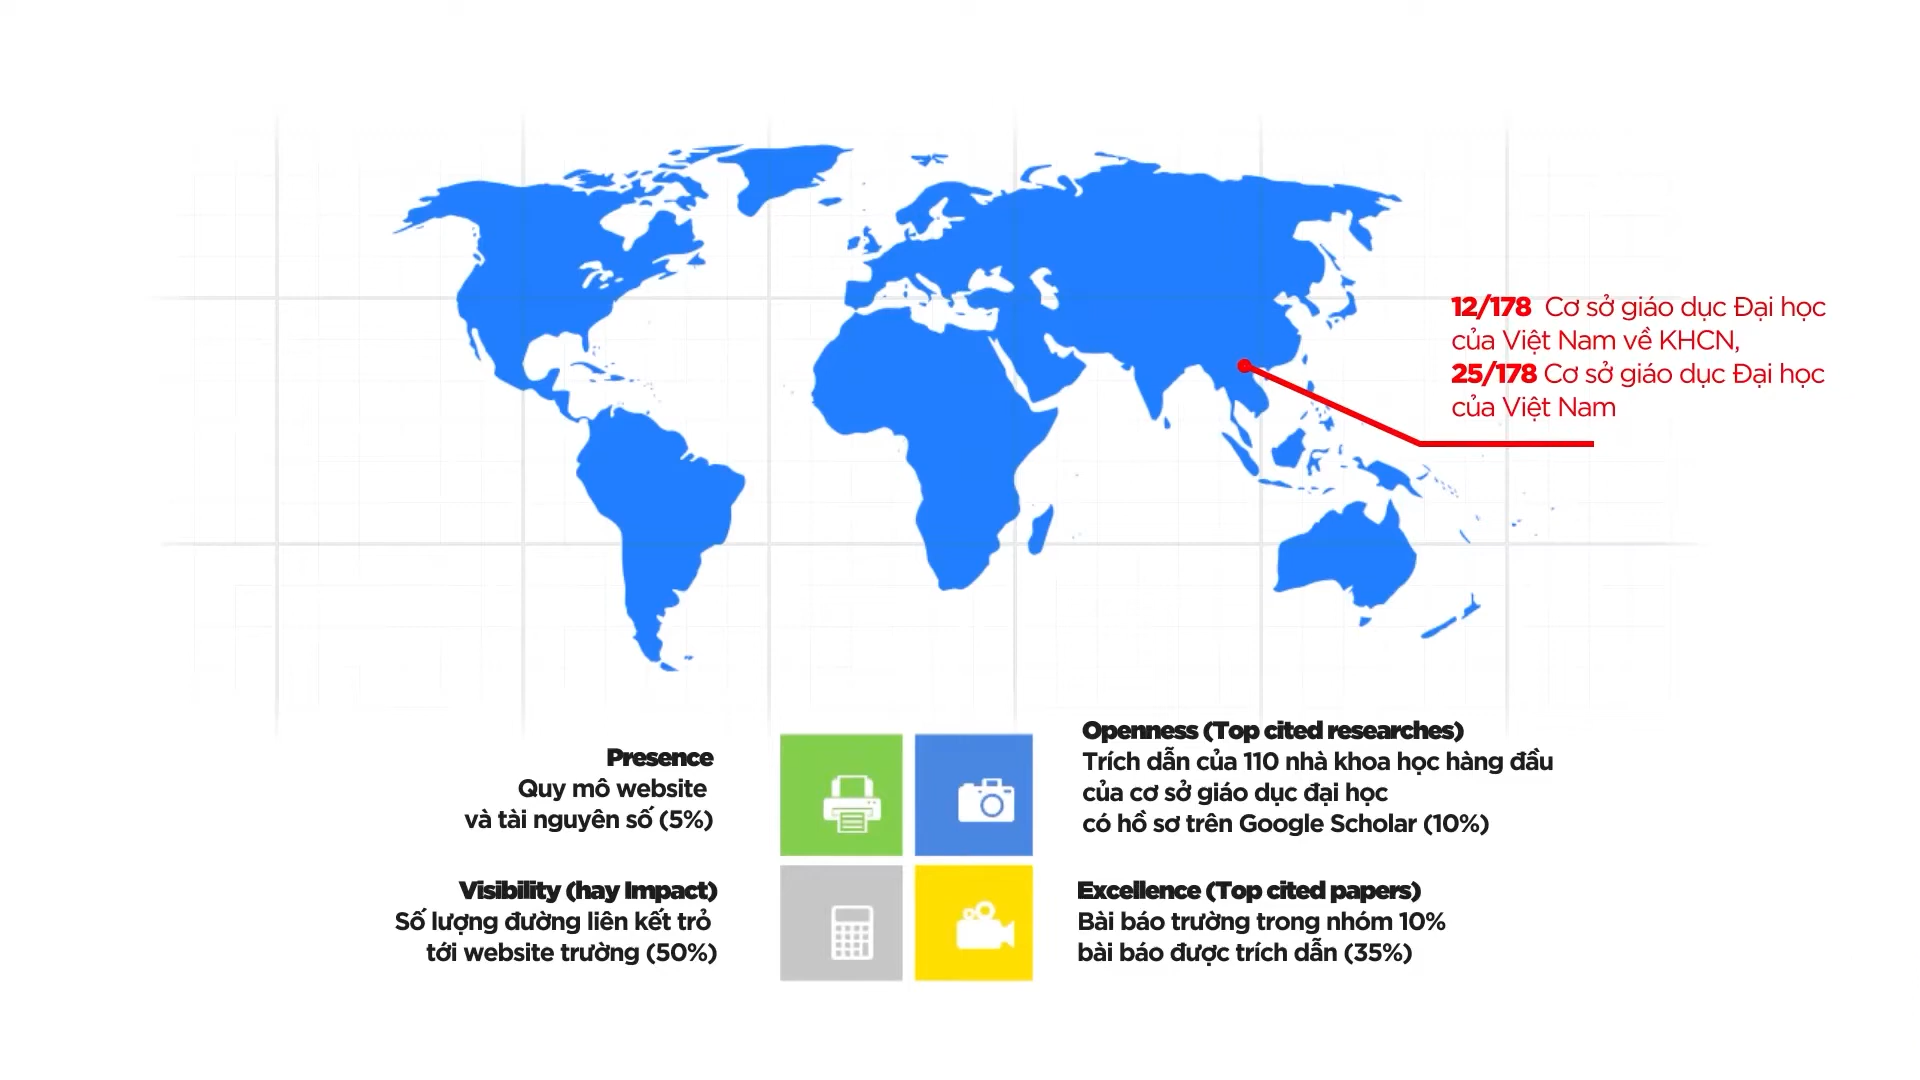 12/178 Cơ sở giáo dục Đại học
của Việt Nam về KHCN,
25/178 Cơ sở giáo dục Đại học
của Việt Nam
Presence
Quy mô website
và tài nguyên số (5%)
Openness (Top cited researches)
Trích dẫn của 110 nhà khoa học hàng đầu
của cơ sở giáo dục đại học
có hồ sơ trên Google Scholar (10%)
Visibility (hay Impact)
Số lượng đường liên kết trỏ
tới website trường (50%)
Excellence (Top cited papers)
Bài báo trường trong nhóm 10%
bài báo được trích dẫn (35%)